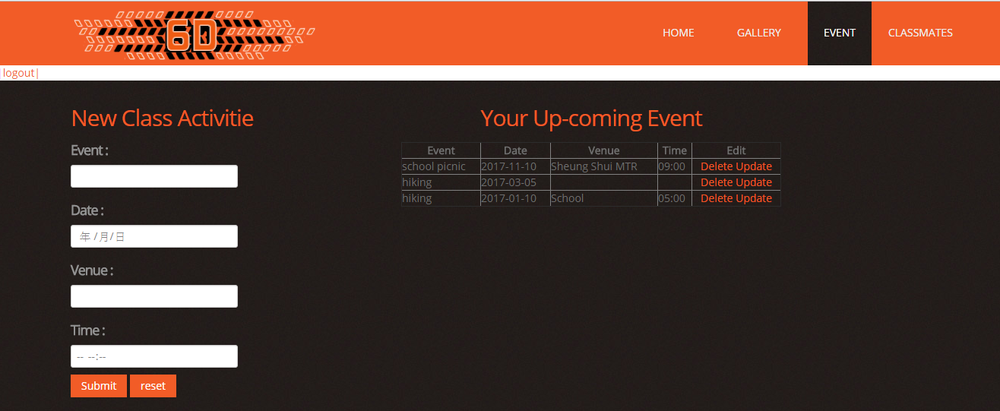 6D
HOME GALLERY EVENT CLASSMATES
|logout|
New Class Activitie
Event :
Date :
年 /月/日
Venue :
Time :
-- --:--
Submit reset
Your Up-coming Event
Event Date Venue Time Edit
school picnic 2017-11-10 Sheung Shui MTR 09:00 Delete Update
hiking 2017-03-05 Delete Update
hiking 2017-01-10 School 05:00 Delete Update